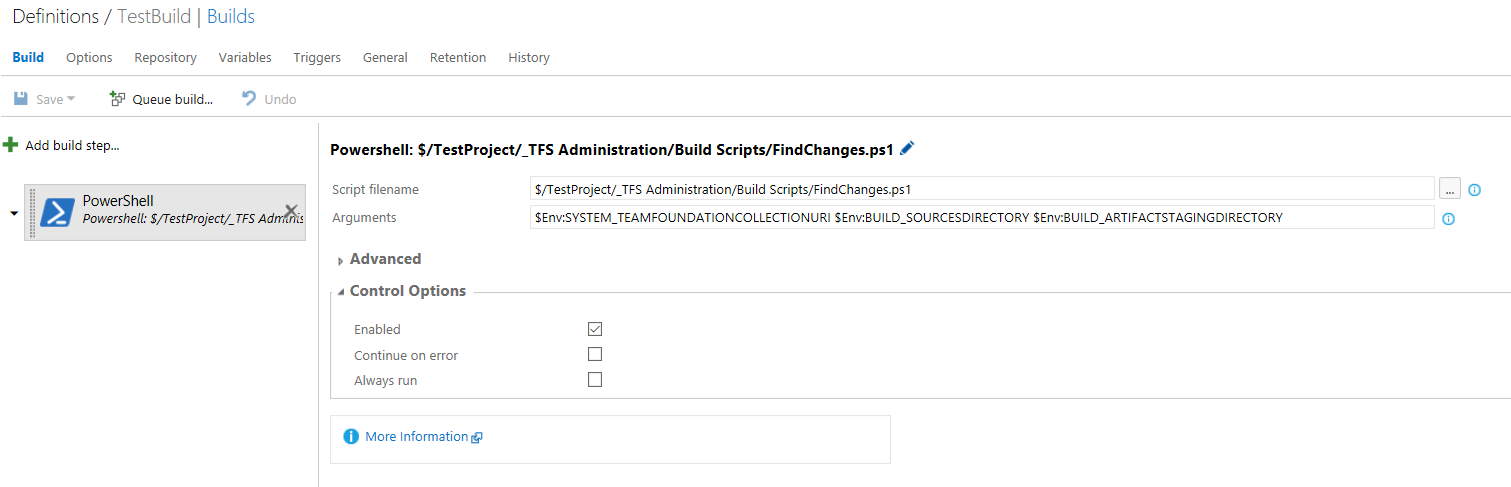 Definitions / TestBuild | Builds
Build Options Repository Variables Triggers General Retention History
Save Queue build... Undo
Add build step...
PowerShell
Powershell: $/TestProject/_TFS Adminis
Powershell: $/TestProject/_TFS Administration/Build Scripts/FindChanges.ps1
Script filename $/TestProject/_TFS Administration/Build Scripts/FindChanges.ps1 ...
Arguments $Env:SYSTEM_TEAMFOUNDATIONCOLLECTIONURI $Env:BUILD_SOURCESDIRECTORY $Env:BUILD_ARTIFACTSTAGINGDIRECTORY
Advanced
Control Options
Enabled
Continue on error
Always run
More Information